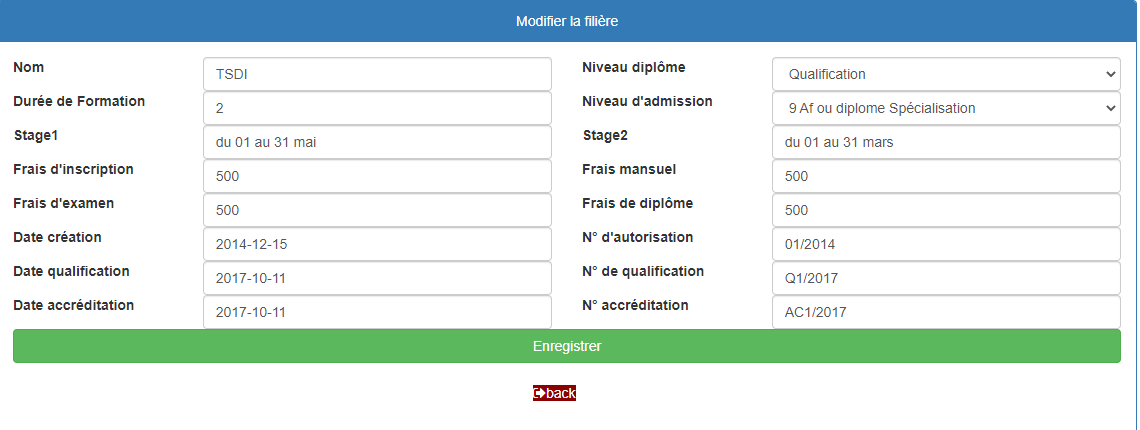 Modifier la filière
Nom TSDI Niveau diplôme Qualification
Durée de Formation 2 Niveau d'admission 9 Af ou diplome Spécialisation
Stage1 du 01 au 31 mai Stage2 du 01 au 31 mars
Frais d'inscription 500 Frais mansuel 500
Frais d'examen 500 Frais de diplôme 500
Date création 2014-12-15 N° d'autorisation 01/2014
Date qualification 2017-10-11 N° de qualification Q1/2017
Date accréditation 2017-10-11 N° accréditation AC1/2017
Enregistrer
back